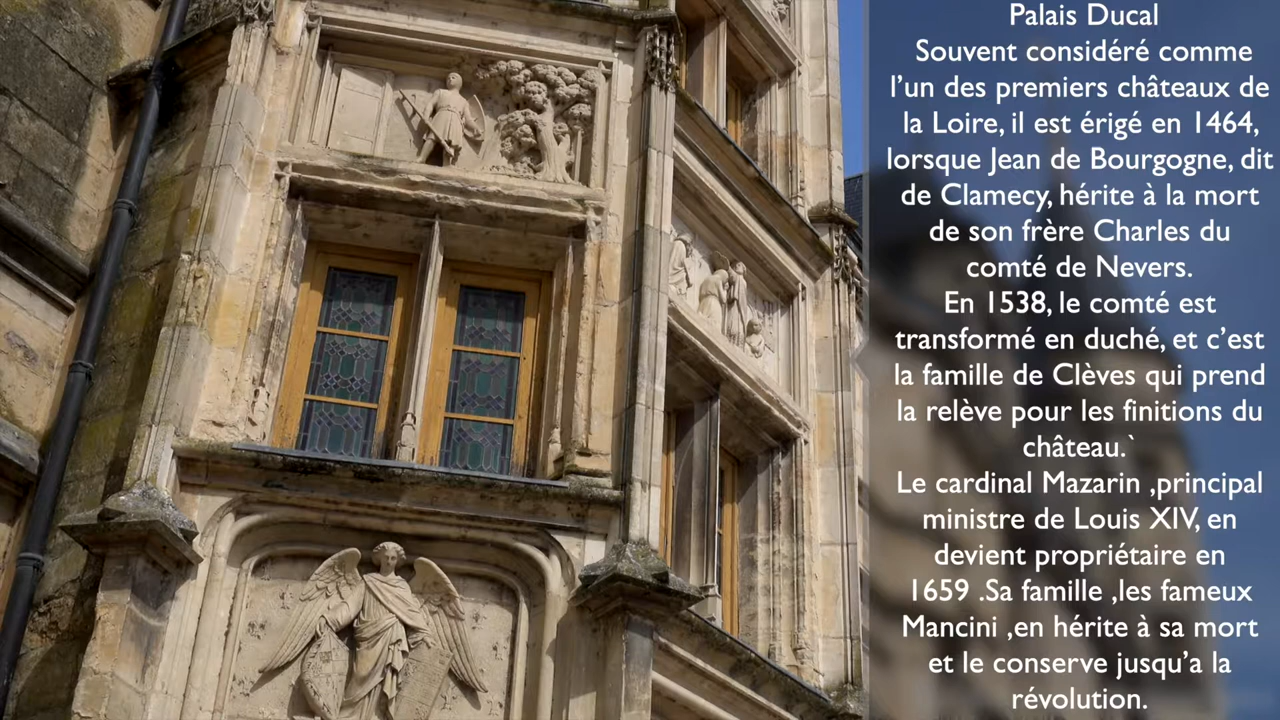 Palais Ducal
Souvent considéré comme
l’un des premiers châteaux de
la Loire, il est érigé en 1464,
lorsque Jean de Bourgogne, dit
de Clamecy, hérite à la mort
de son frère Charles du
comté de Nevers.
En 1538, le comté est
transformé en duché, et c’est
la famille de Clèves qui prend
la relève pour les finitions du
château.`
Le cardinal Mazarin ,principal
ministre de Louis XIV, en
devient propriétaire en
1659 .Sa famille ,les fameux
Mancini ,en hérite à sa mort
et le conserve jusqu’a la
révolution.